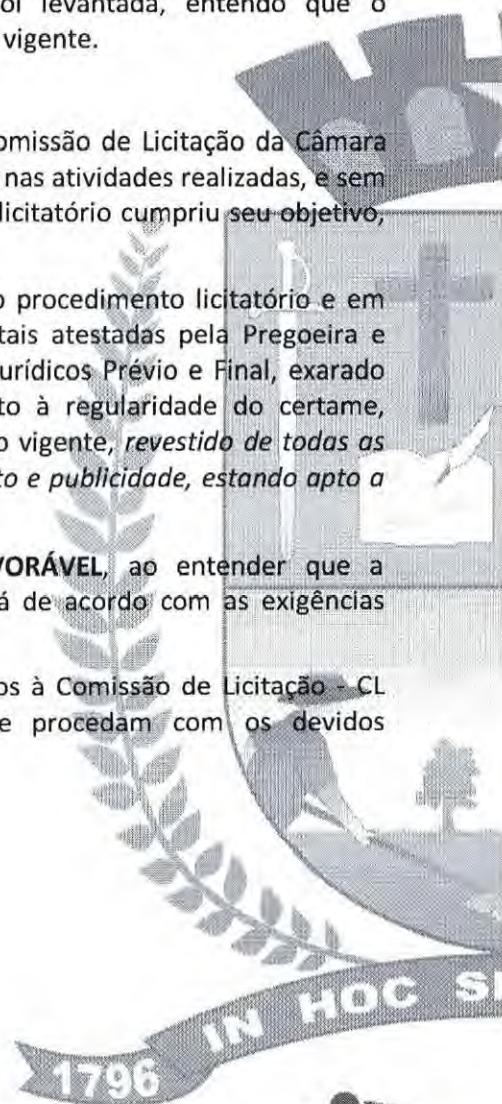 oi levantada, entendo que o
vigente.
omissão de Licitação da Câmara
nas atividades realizadas, e sem
licitatório cumpriu seu objetivo,
o procedimento licitatório e em
tais atestadas pela Pregoeira e
urídicos Prévio e Final, exarado
to à regularidade do certame,
o vigente, revestido de todas as
to e publicidade, estando apto a
VORÁVEL, ao entender que a
á de acordo com as exigências
os à Comissão de Licitação - CL
e procedam com os devidos
IN HOC SI
1796